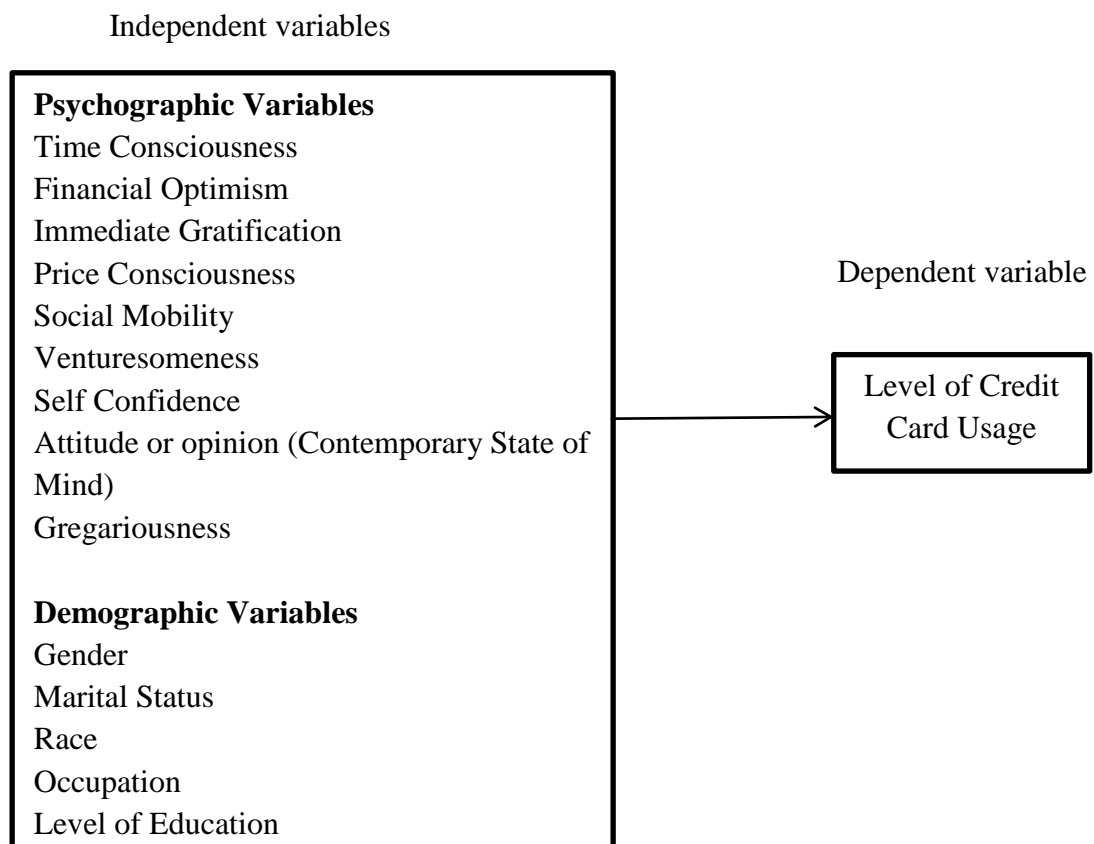 Independent variables
Psychographic Variables
Time Consciousness
Financial Optimism
Immediate Gratification
Price Consciousness
Social Mobility
Venturesomeness
Self Confidence
Attitude or opinion (Contemporary State of
Mind)
Gregariousness
Demographic Variables
Gender
Marital Status
Race
Occupation
Level of Education
Dependent variable
Level of Credit
Card Usage